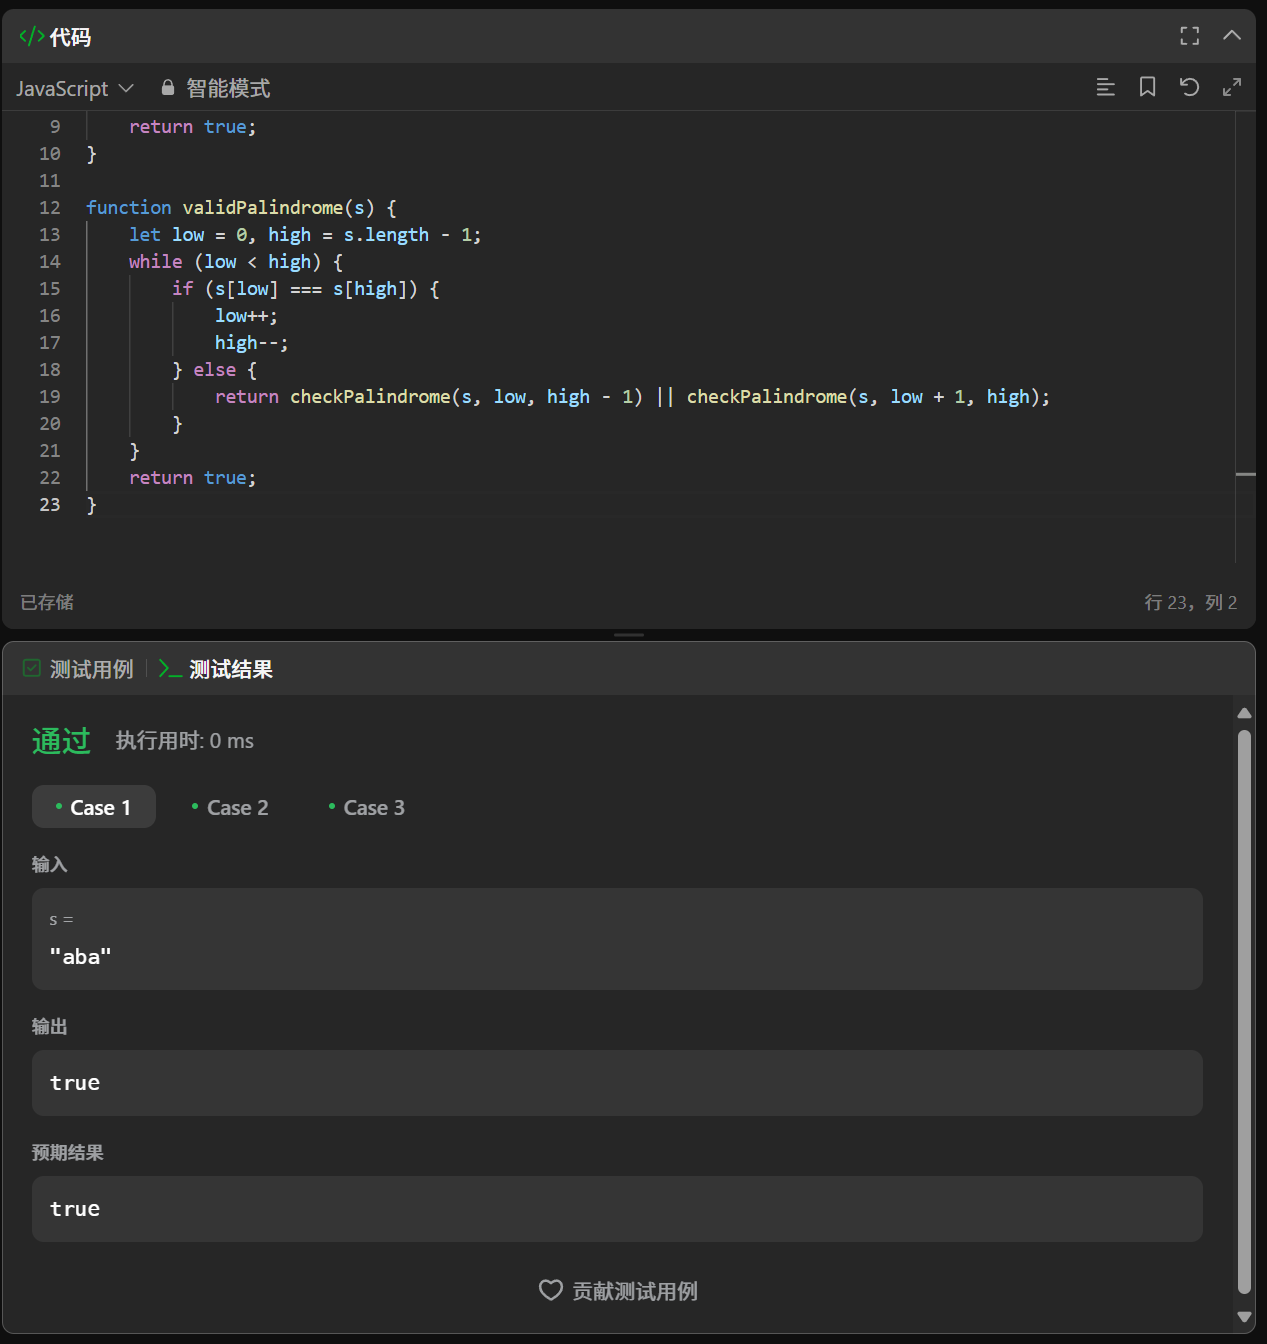 </> 代码
JavaScript 智能模式
9 return true;
10 }
11
12 function validPalindrome(s) {
13 let low = 0, high = s.length - 1;
14 while (low < high) {
15 if (s[low] === s[high]) {
16 low++;
17 high--;
18 } else {
19 return checkPalindrome(s, low, high - 1) || checkPalindrome(s, low + 1, high);
20 }
21 }
22 return true;
23 }
已存储 行 23，列 2
测试用例 >_ 测试结果
通过 执行用时: 0 ms
Case 1 Case 2 Case 3
输入
s =
"aba"
输出
true
预期结果
true
贡献测试用例